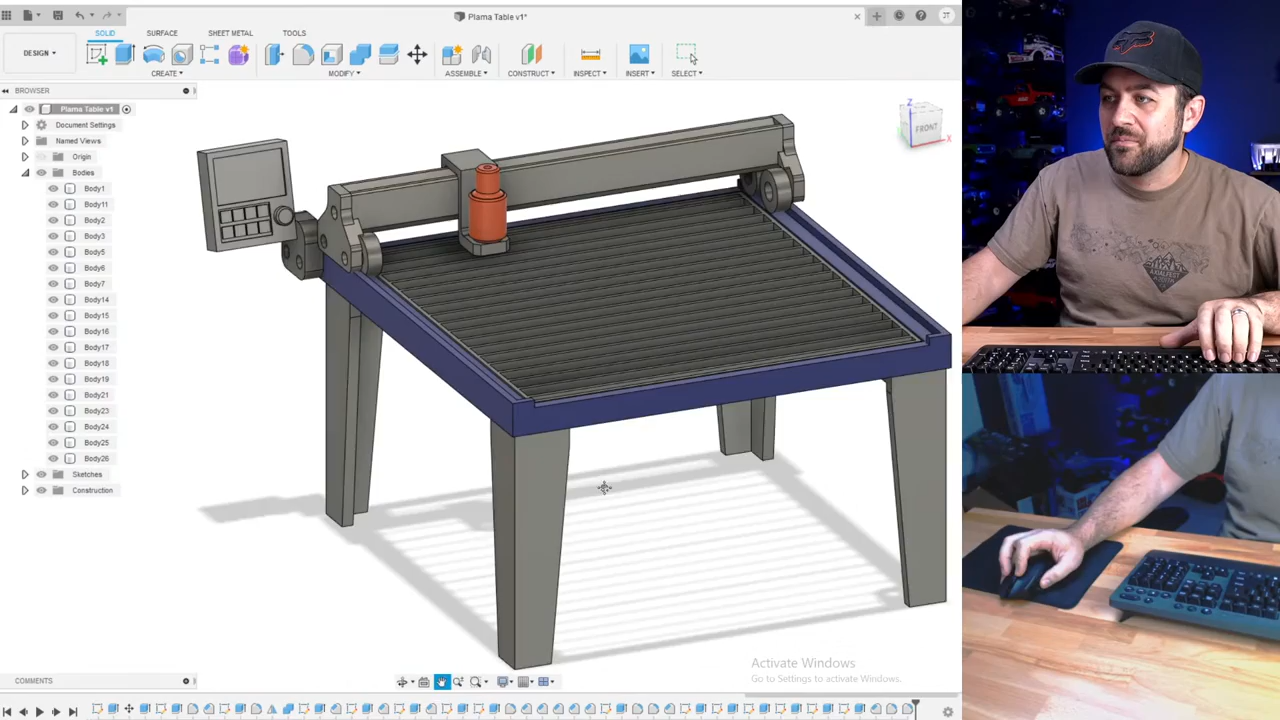 Plama Table v1*
JT
DESIGN
SOLID
SURFACE
SHEET METAL
TOOLS
CREATE
MODIFY
ASSEMBLE
CONSTRUCT
INSPECT
INSERT
SELECT
BROWSER
Plama Table v1
Document Settings
Named Views
Origin
Bodies
Body1
Body11
Body2
Body3
Body5
Body6
Body7
Body14
Body15
Body16
Body17
Body18
Body19
Body21
Body23
Body24
Body25
Body26
Sketches
Construction
Z
FRONT
X
AXIALFEST
Activate Windows
Go to Settings to activate Windows.
COMMENTS